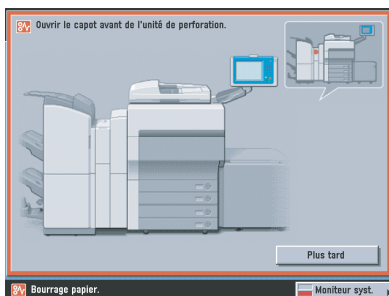 Ouvrir le capot avant de l'unité de perforation.
Plus tard
Bourrage papier.
Moniteur syst.